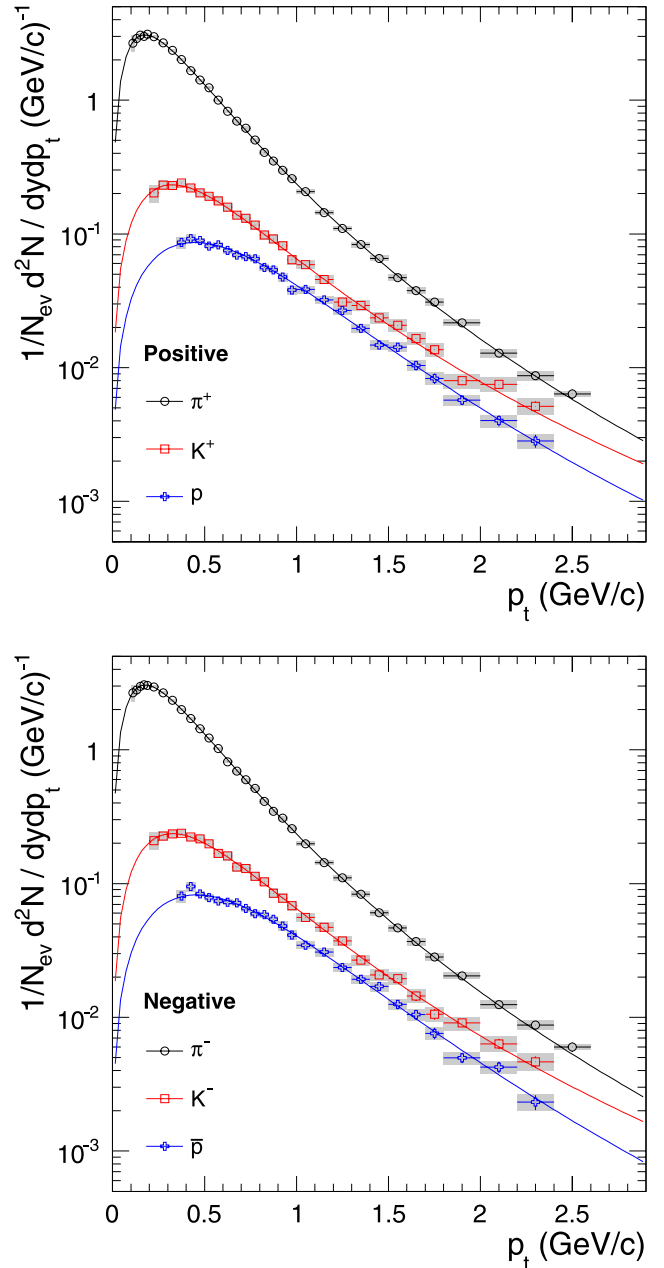 1/N_ev d²N / dydp_t (GeV/c)⁻¹
1
10⁻¹
10⁻²
10⁻³
Positive
π⁺
K⁺
p
0 0.5 1 1.5 2 2.5
p_t (GeV/c)
1/N_ev d²N / dydp_t (GeV/c)⁻¹
1
10⁻¹
10⁻²
10⁻³
Negative
π⁻
K⁻
p̅
0 0.5 1 1.5 2 2.5
p_t (GeV/c)